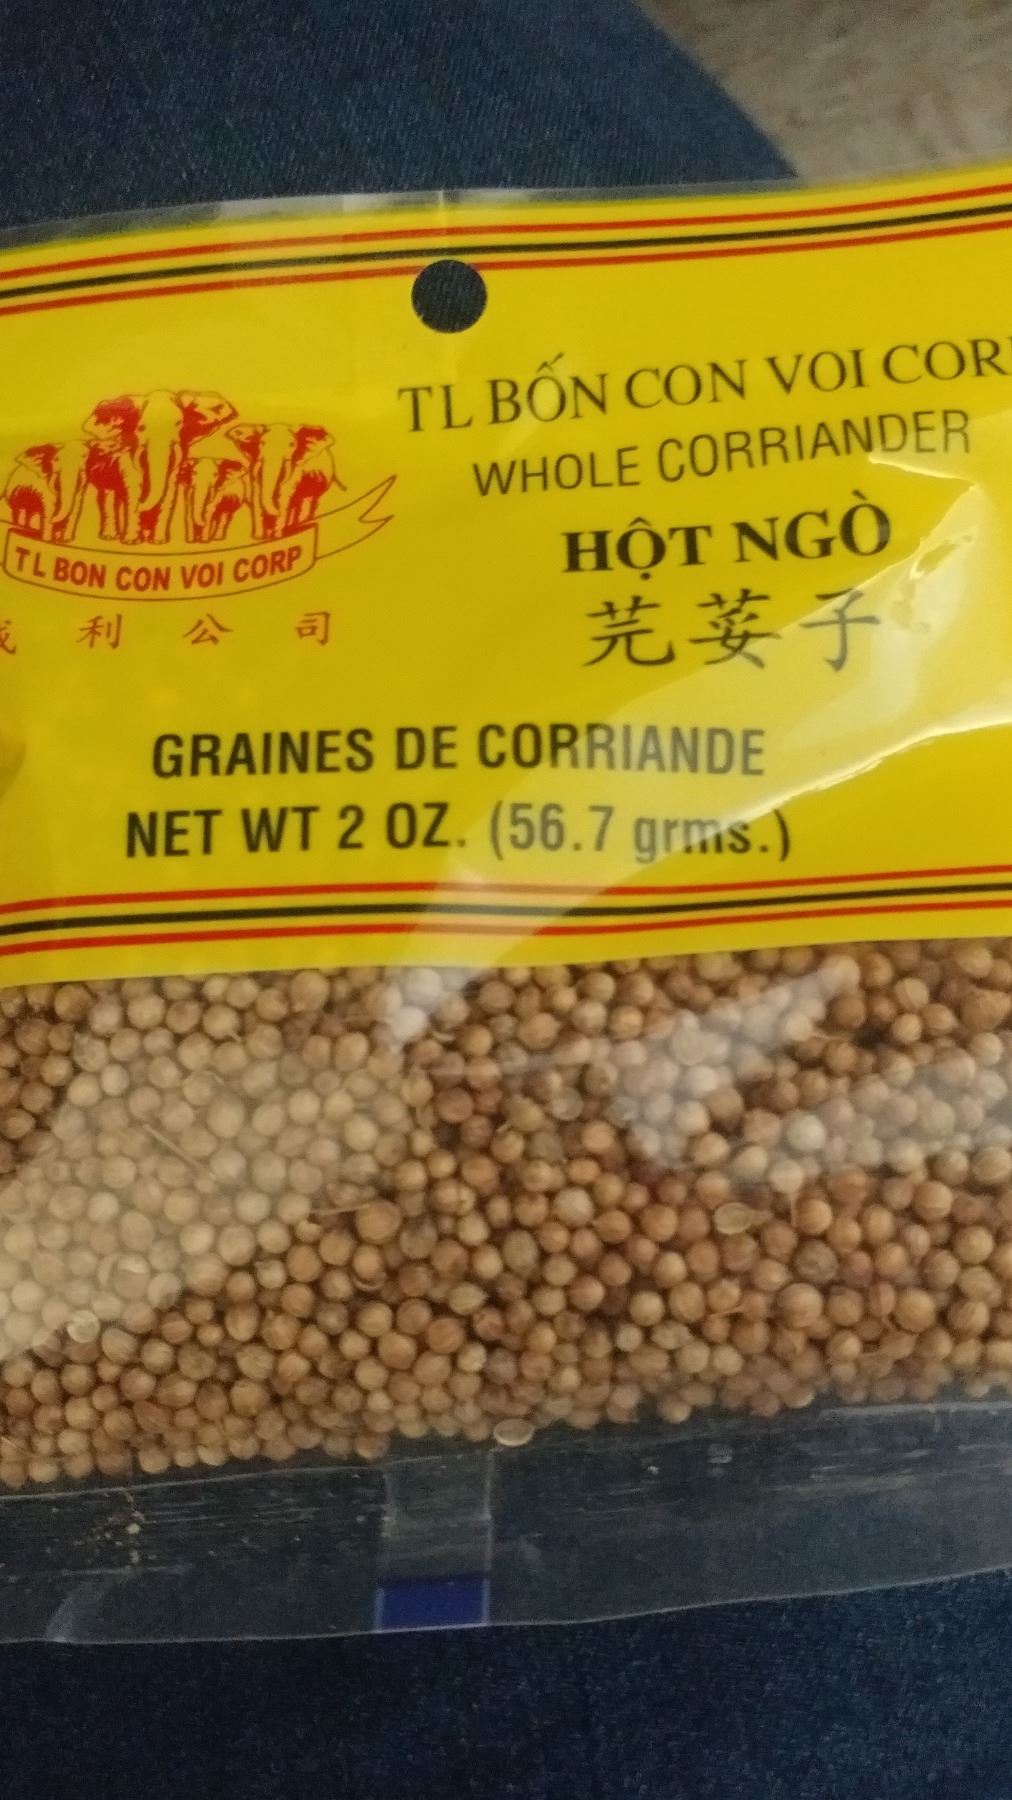 TL BỐN CON VOI COR
WHOLE CORRIANDER
HỘT NGÒ
芫荽子
TL BON CON VOI CORP
利公司
GRAINES DE CORRIANDE
NET WT 2 OZ. (56.7 grms.)